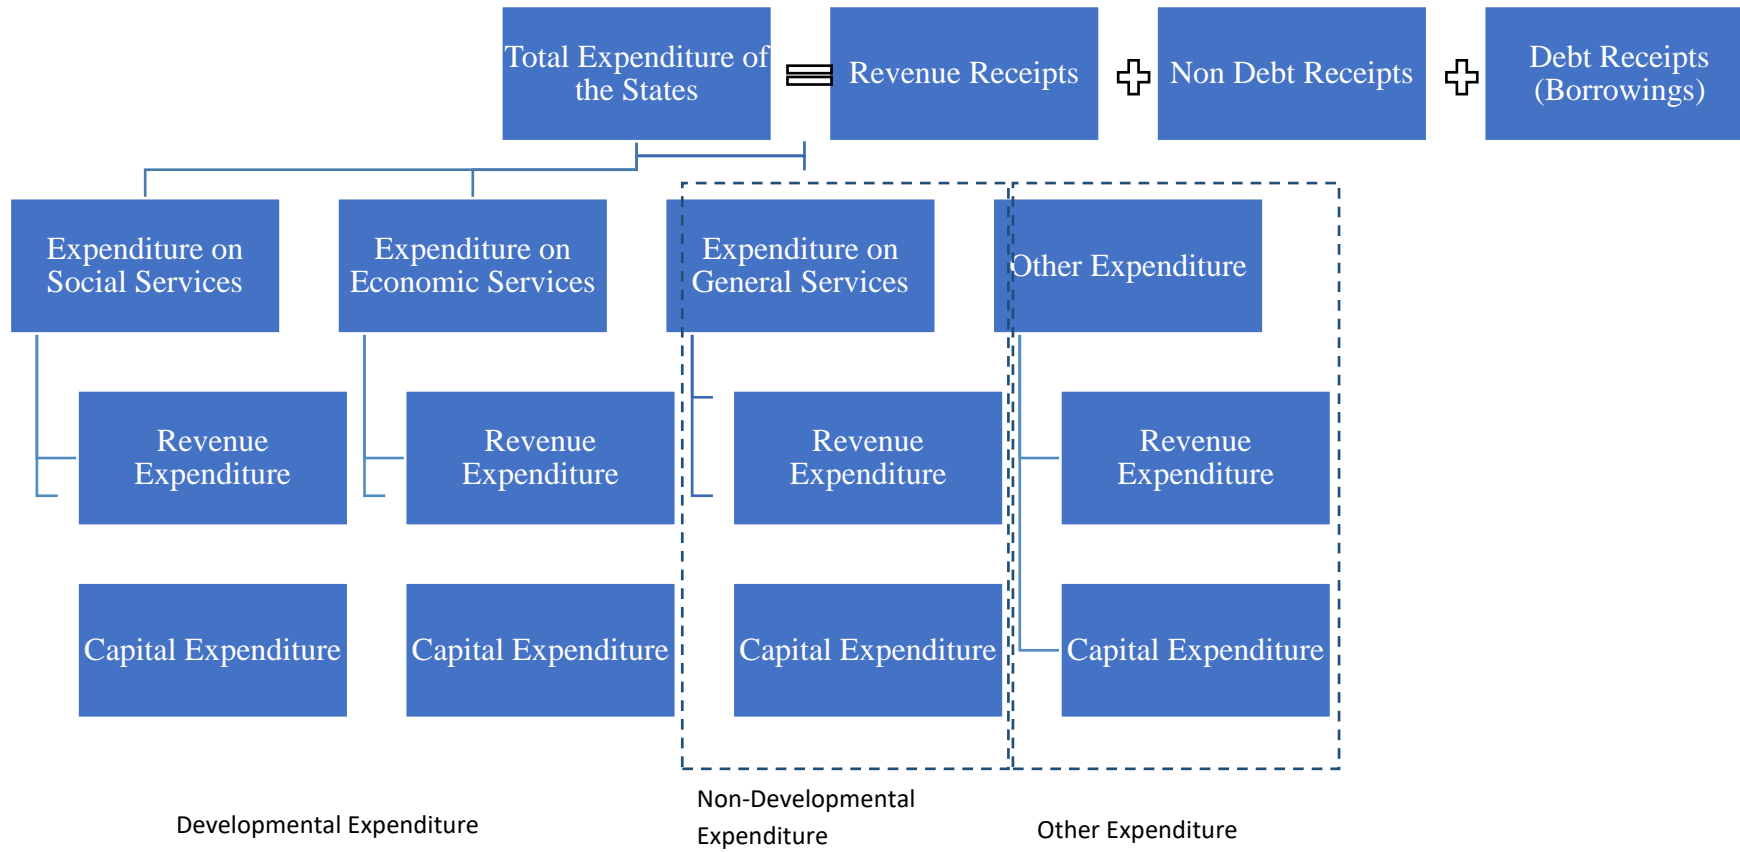 Total Expenditure of
the States
Revenue Receipts
Non Debt Receipts
Debt Receipts
(Borrowings)
Expenditure on
Social Services
Expenditure on
Economic Services
Expenditure on
General Services
Other Expenditure
Revenue
Expenditure
Revenue
Expenditure
Revenue
Expenditure
Revenue
Expenditure
Capital Expenditure
Capital Expenditure
Capital Expenditure
Capital Expenditure
Developmental Expenditure
Non-Developmental
Expenditure
Other Expenditure